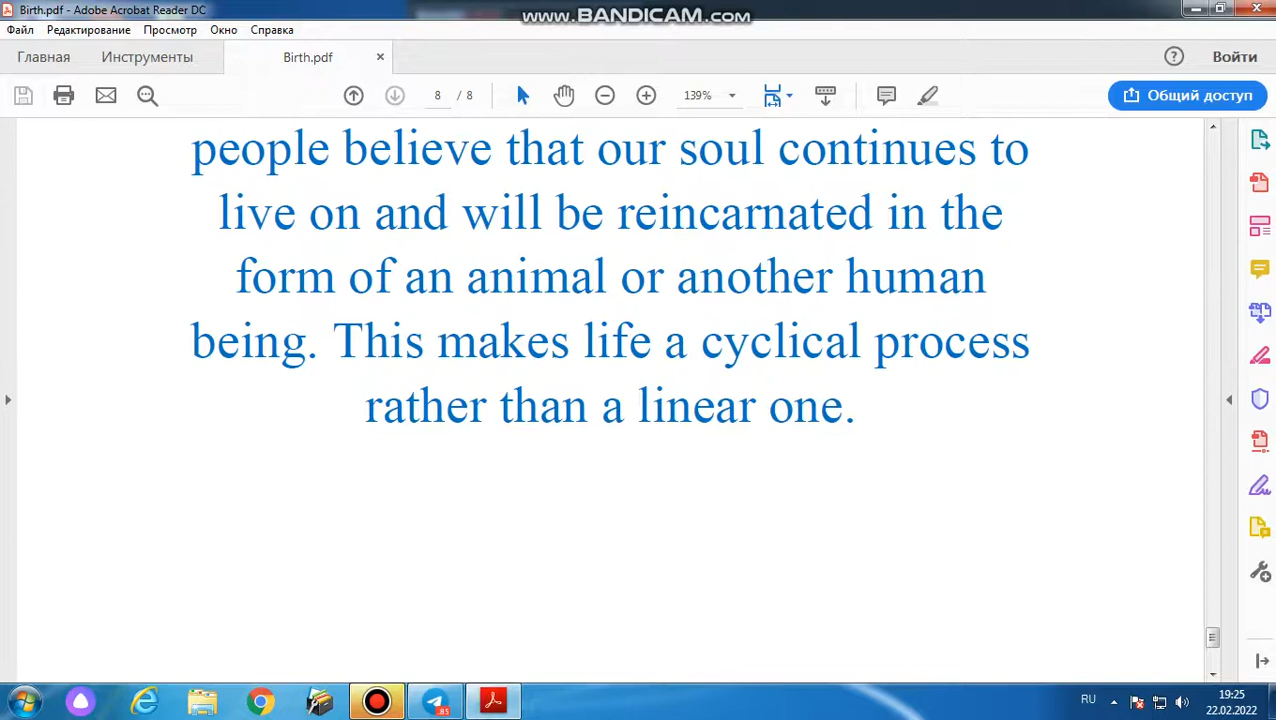 Birth.pdf - Adobe Acrobat Reader DC
www.BANDICAM.com
Файл Редактирование Просмотр Окно Справка
Главная Инструменты Birth.pdf × Войти
8 / 8 139% Общий доступ
people believe that our soul continues to
live on and will be reincarnated in the
form of an animal or another human
being. This makes life a cyclical process
rather than a linear one.
85
RU
19:25
22.02.2022